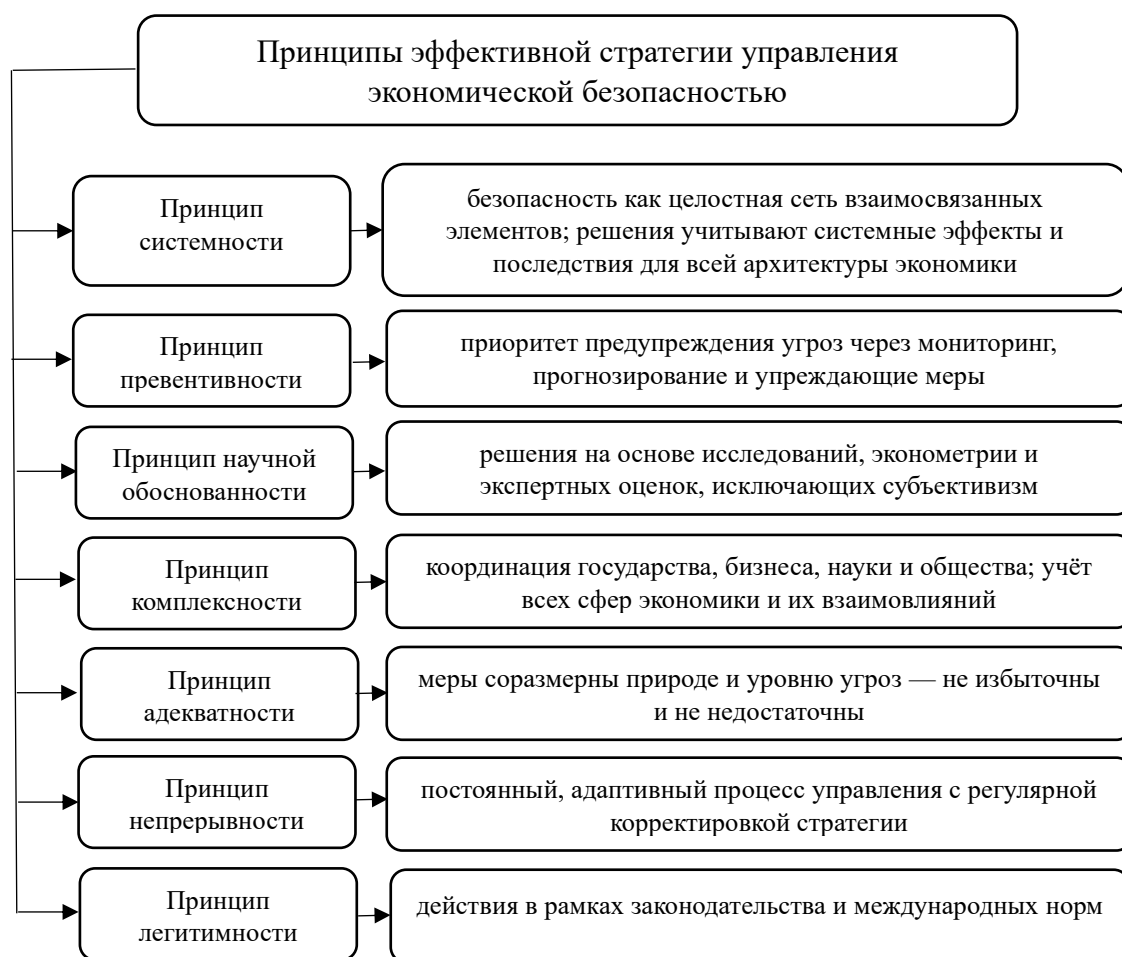 Принципы эффективной стратегии управления
экономической безопасностью
Принцип
системности
безопасность как целостная сеть взаимосвязанных
элементов; решения учитывают системные эффекты и
последствия для всей архитектуры экономики
Принцип
превентивности
приоритет предупреждения угроз через мониторинг,
прогнозирование и упреждающие меры
Принцип научной
обоснованности
решения на основе исследований, эконометрии и
экспертных оценок, исключающих субъективизм
Принцип
комплексности
координация государства, бизнеса, науки и общества; учёт
всех сфер экономики и их взаимовлияний
Принцип
адекватности
меры соразмерны природе и уровню угроз — не избыточны
и не недостаточны
Принцип
непрерывности
постоянный, адаптивный процесс управления с регулярной
корректировкой стратегии
Принцип
легитимности
действия в рамках законодательства и международных норм